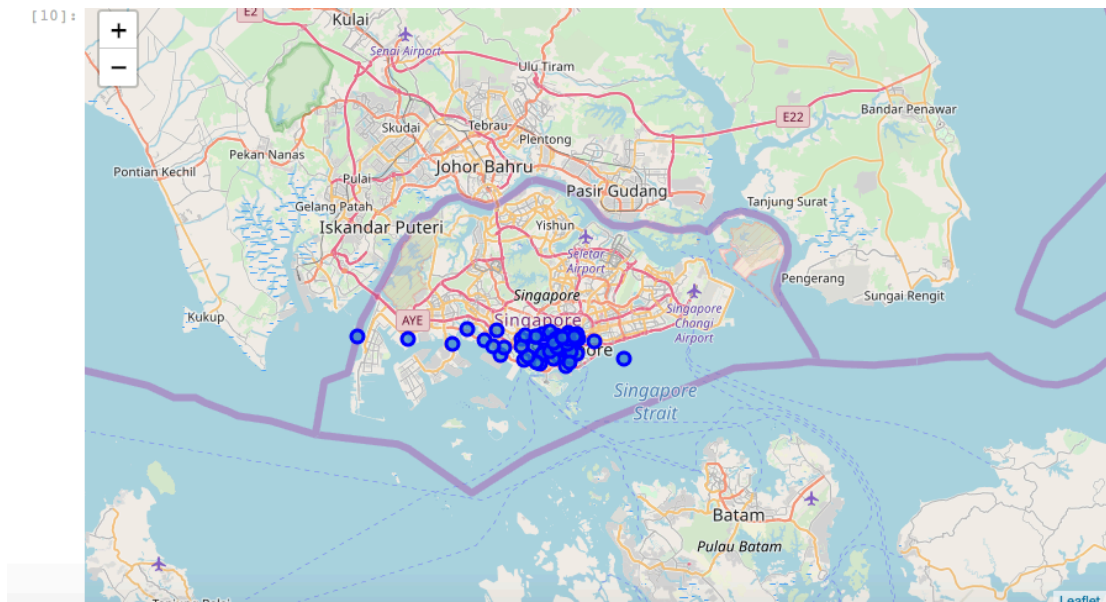 [10]:
+
−
E2
Kulai
Senai Airport
Ulu Tiram
E22
Bandar Penawar
Skudai
Tebrau
Plentong
Pekan Nanas
Johor Bahru
Pontian Kechil
Pulai
Pasir Gudang
Gelang Patah
Tanjung Surat
Iskandar Puteri
Yishun
Seletar
Airport
Pengerang
Singapore
Sungai Rengit
Singapore
Changi
Airport
Kukup
AYE
Singapore
ore
Singapore
Strait
Batam
Pulau Batam
Leaflet